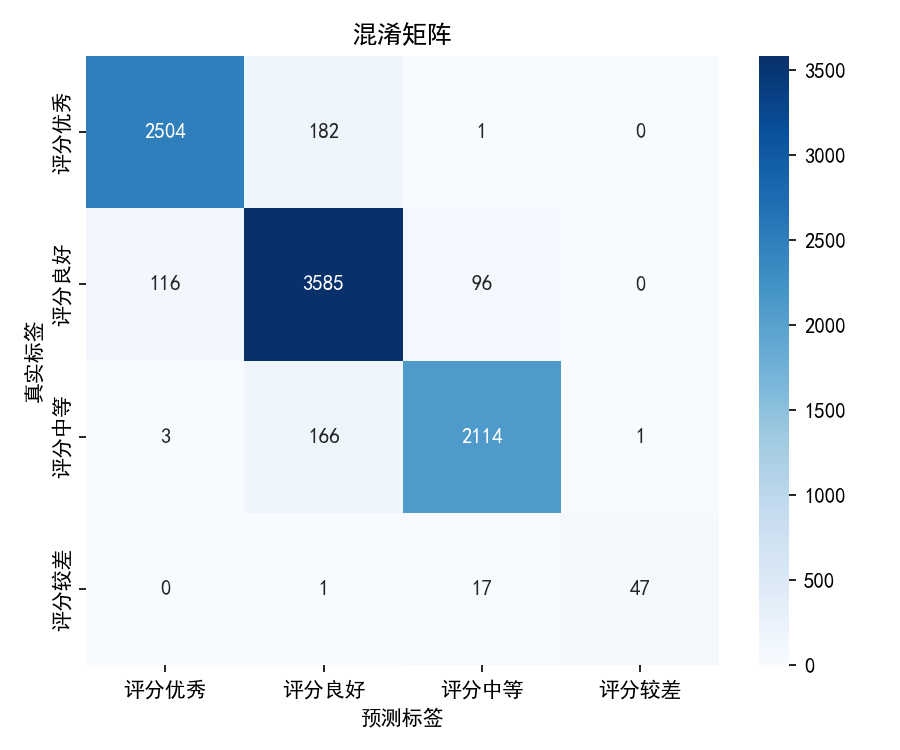 混淆矩阵
真实标签
评分优秀
2504 182 1 0
评分良好
116 3585 96 0
评分中等
3 166 2114 1
评分较差
0 1 17 47
评分优秀 评分良好 评分中等 评分较差
预测标签
3500
3000
2500
2000
1500
1000
500
0